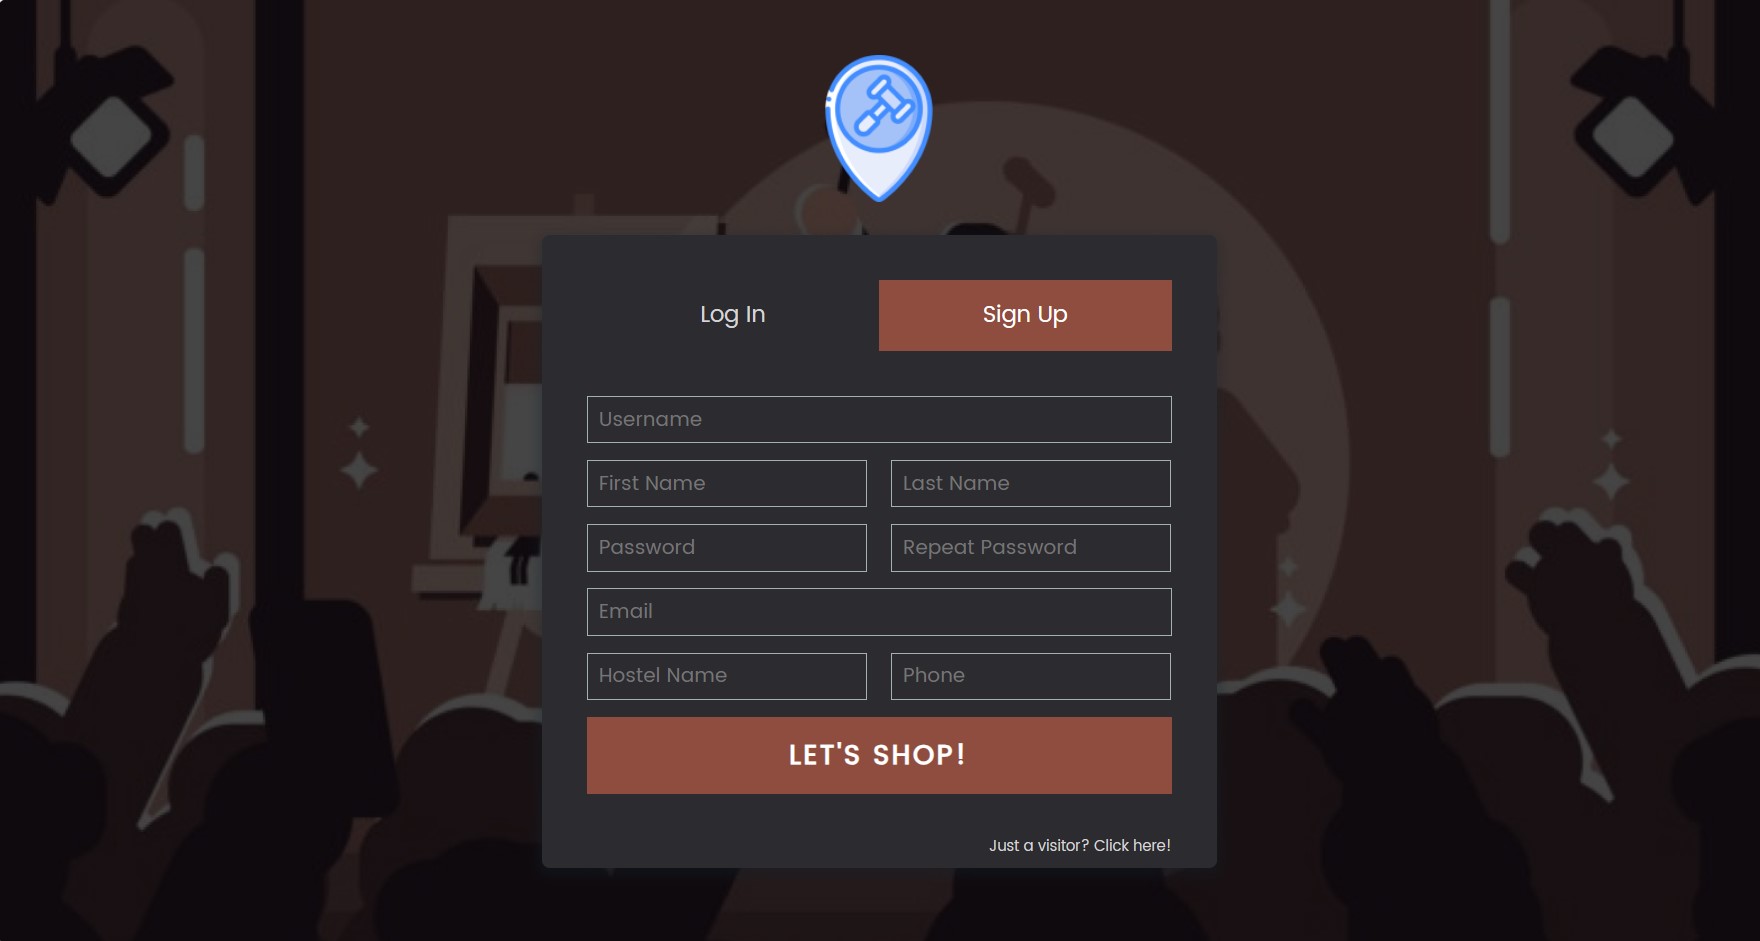 Log In
Sign Up
Username
First Name
Last Name
Password
Repeat Password
Email
Hostel Name
Phone
LET'S SHOP!
Just a visitor? Click here!